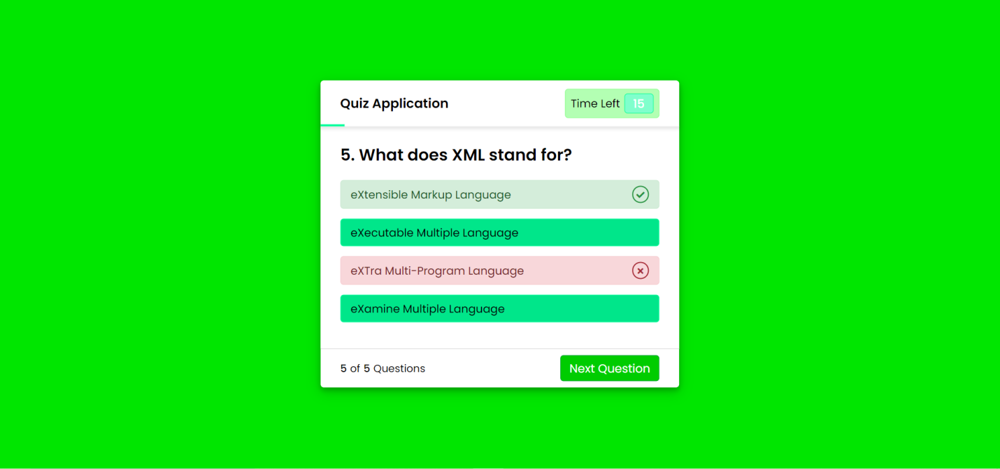 Quiz Application
Time Left 15
5. What does XML stand for?
eXtensible Markup Language
eXecutable Multiple Language
eXTra Multi-Program Language
eXamine Multiple Language
5 of 5 Questions
Next Question